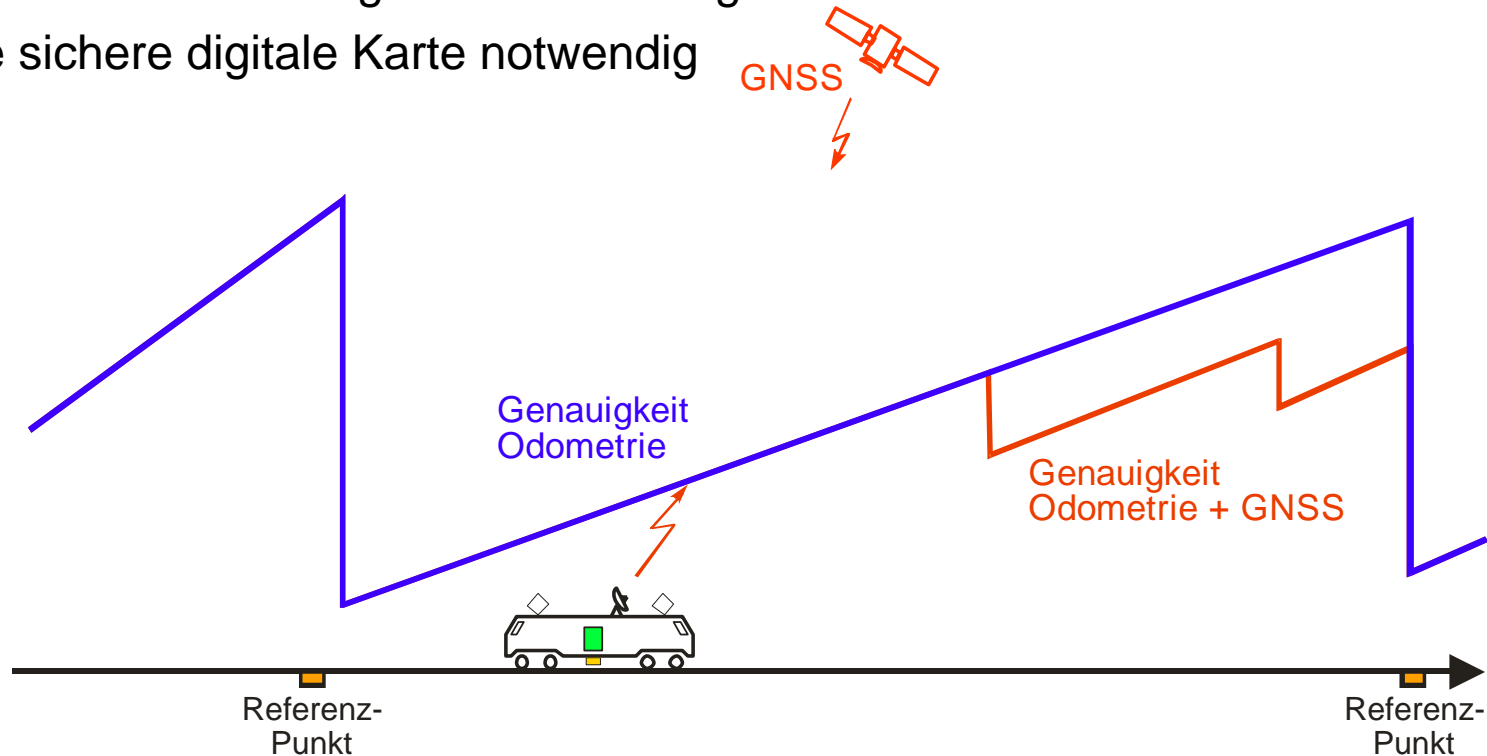 e sichere digitale Karte notwendig
GNSS
Genauigkeit
Odometrie
Genauigkeit
Odometrie + GNSS
Referenz-
Punkt
Referenz-
Punkt